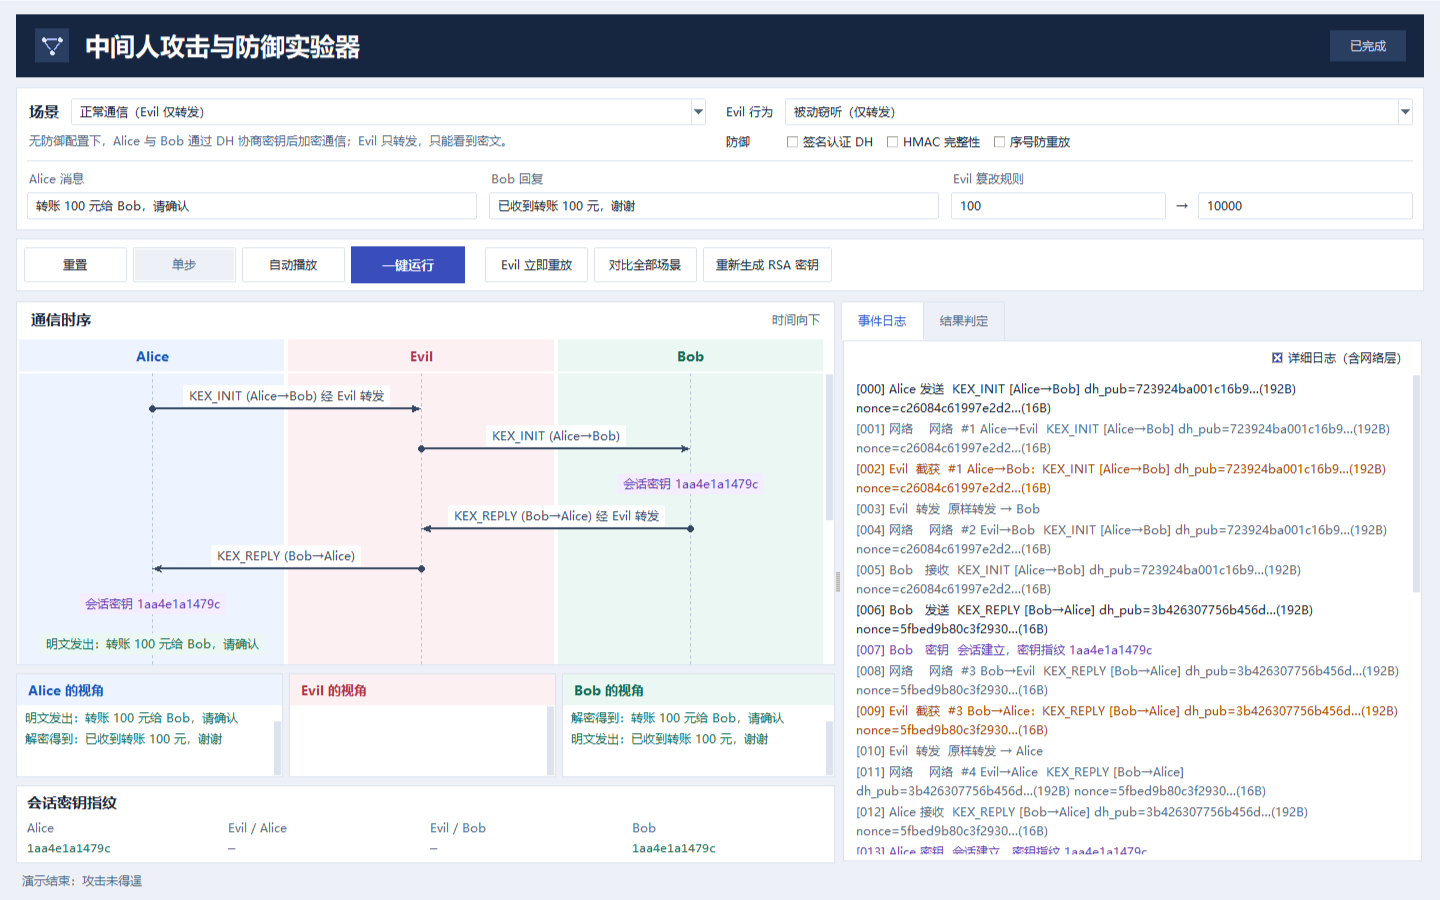 中间人攻击与防御实验器
已完成
场景
正常通信（Evil 仅转发）
Evil 行为
被动窃听（仅转发）
无防御配置下，Alice 与 Bob 通过 DH 协商密钥后加密通信；Evil 只转发，只能看到密文。
防御
签名认证 DH
HMAC 完整性
序号防重放
Alice 消息
Bob 回复
Evil 篡改规则
转账 100 元给 Bob，请确认
已收到转账 100 元，谢谢
100
→
10000
重置
单步
自动播放
一键运行
Evil 立即重放
对比全部场景
重新生成 RSA 密钥
通信时序
时间向下
Alice
Evil
Bob
KEX_INIT (Alice→Bob) 经 Evil 转发
KEX_INIT (Alice→Bob)
会话密钥 1aa4e1a1479c
KEX_REPLY (Bob→Alice) 经 Evil 转发
KEX_REPLY (Bob→Alice)
会话密钥 1aa4e1a1479c
明文发出：转账 100 元给 Bob，请确认
Alice 的视角
明文发出：转账 100 元给 Bob，请确认
解密得到：已收到转账 100 元，谢谢
Evil 的视角
Bob 的视角
解密得到：转账 100 元给 Bob，请确认
明文发出：已收到转账 100 元，谢谢
会话密钥指纹
Alice
Evil / Alice
Evil / Bob
Bob
1aa4e1a1479c
—
—
1aa4e1a1479c
演示结束：攻击未得逞
事件日志
结果判定
详细日志（含网络层）
[000] Alice 发送 KEX_INIT [Alice→Bob] dh_pub=723924ba001c16b9...(192B)
nonce=c26084c61997e2d2...(16B)
[001] 网络 网络 #1 Alice→Evil KEX_INIT [Alice→Bob] dh_pub=723924ba001c16b9...(192B)
nonce=c26084c61997e2d2...(16B)
[002] Evil 截获 #1 Alice→Bob：KEX_INIT [Alice→Bob] dh_pub=723924ba001c16b9...(192B)
nonce=c26084c61997e2d2...(16B)
[003] Evil 转发 原样转发 → Bob
[004] 网络 网络 #2 Evil→Bob KEX_INIT [Alice→Bob] dh_pub=723924ba001c16b9...(192B)
nonce=c26084c61997e2d2...(16B)
[005] Bob 接收 KEX_INIT [Alice→Bob] dh_pub=723924ba001c16b9...(192B)
nonce=c26084c61997e2d2...(16B)
[006] Bob 发送 KEX_REPLY [Bob→Alice] dh_pub=3b426307756b456d...(192B)
nonce=5fbed9b80c3f2930...(16B)
[007] Bob 密钥 会话建立，密钥指纹 1aa4e1a1479c
[008] 网络 网络 #3 Bob→Evil KEX_REPLY [Bob→Alice] dh_pub=3b426307756b456d...(192B)
nonce=5fbed9b80c3f2930...(16B)
[009] Evil 截获 #3 Bob→Alice：KEX_REPLY [Bob→Alice] dh_pub=3b426307756b456d...(192B)
nonce=5fbed9b80c3f2930...(16B)
[010] Evil 转发 原样转发 → Alice
[011] 网络 网络 #4 Evil→Alice KEX_REPLY [Bob→Alice]
dh_pub=3b426307756b456d...(192B) nonce=5fbed9b80c3f2930...(16B)
[012] Alice 接收 KEX_REPLY [Bob→Alice] dh_pub=3b426307756b456d...(192B)
nonce=5fbed9b80c3f2930...(16B)
[013] Alice 密钥 会话建立，密钥指纹 1aa4e1a1479c